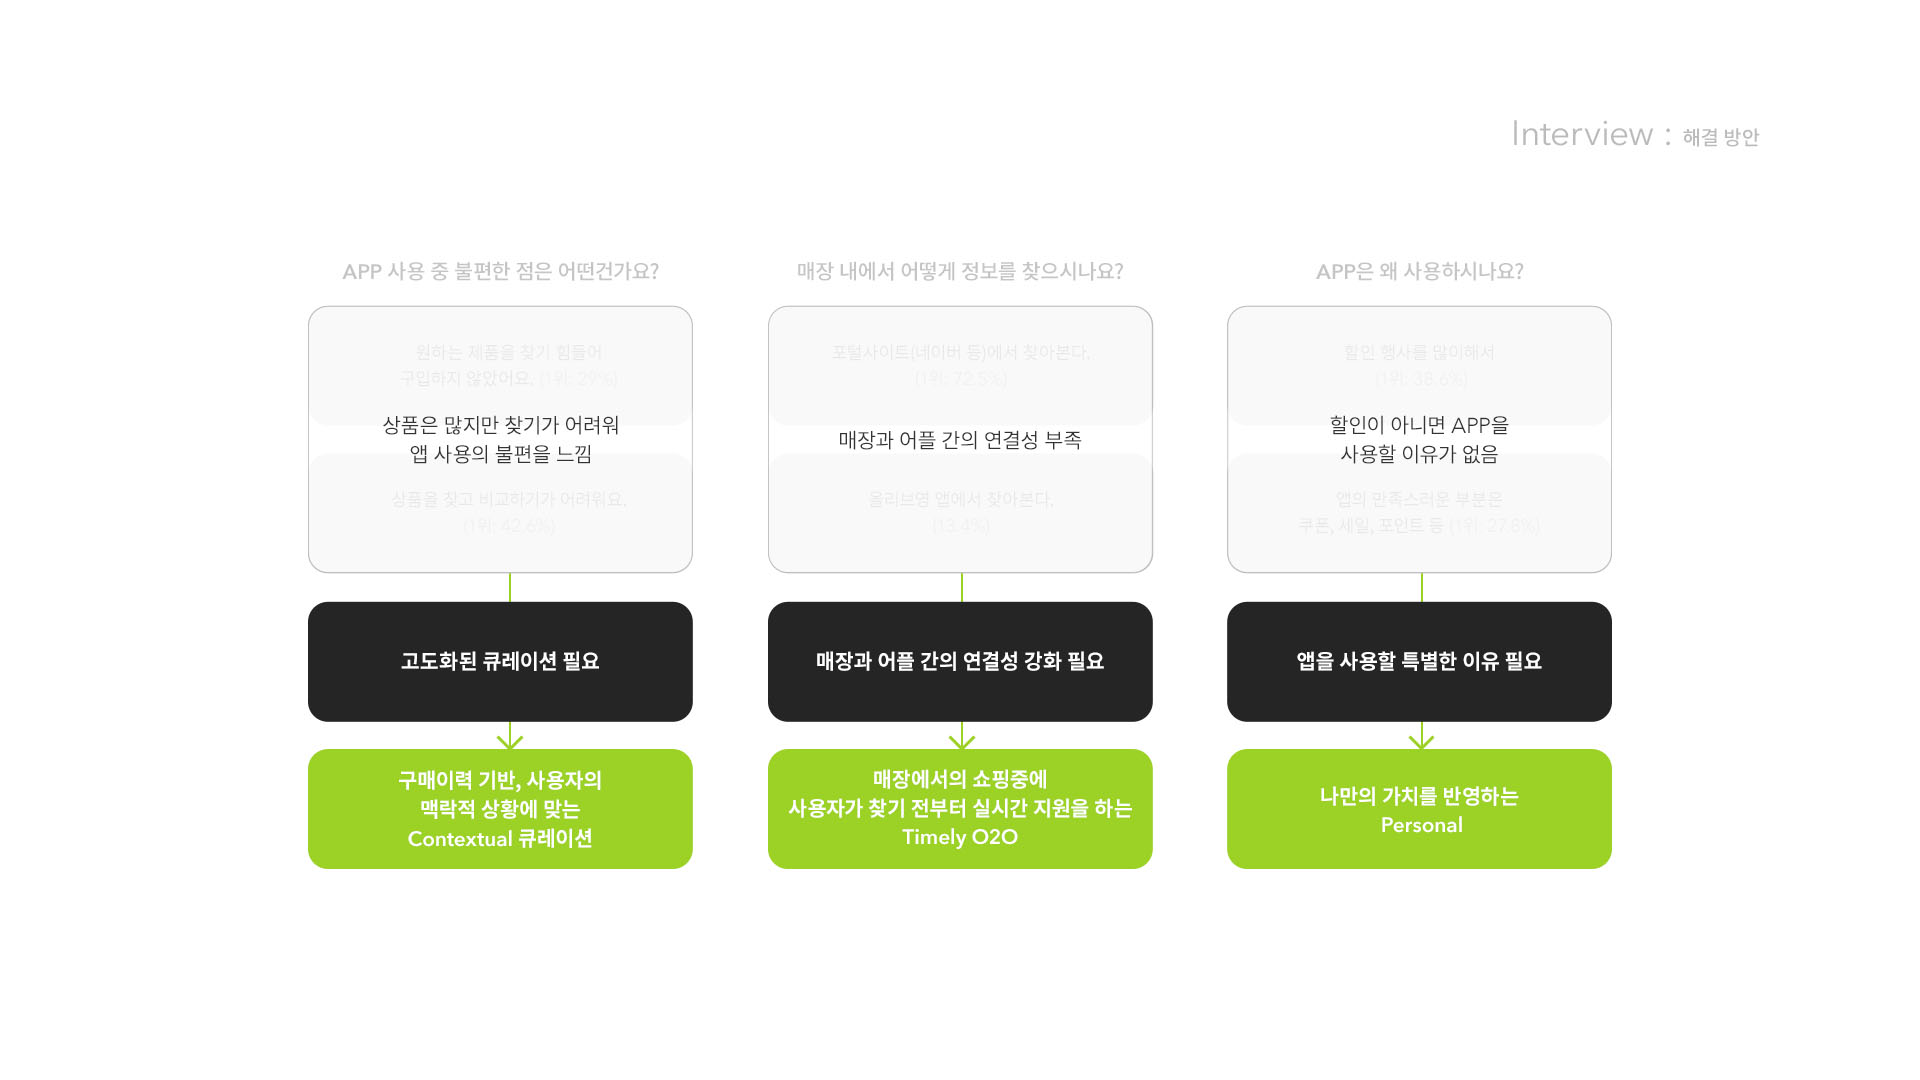 Interview : 해결 방안
APP 사용 중 불편한 점은 어떤건가요?
원하는 제품을 찾기 힘들어
구입하지 않았어요. (1위: 29%)
상품은 많지만 찾기가 어려워
앱 사용의 불편을 느낌
상품을 찾고 비교하기가 어려워요.
(1위: 42.6%)
고도화된 큐레이션 필요
구매이력 기반, 사용자의
맥락적 상황에 맞는
Contextual 큐레이션
매장 내에서 어떻게 정보를 찾으시나요?
포털사이트(네이버 등)에서 찾아본다.
(1위: 72.5%)
매장과 어플 간의 연결성 부족
올리브영 앱에서 찾아본다.
(13.4%)
매장과 어플 간의 연결성 강화 필요
매장에서의 쇼핑중에
사용자가 찾기 전부터 실시간 지원을 하는
Timely O2O
APP은 왜 사용하시나요?
할인 행사를 많이해서
(1위: 38.6%)
할인이 아니면 APP을
사용할 이유가 없음
앱의 만족스러운 부분은
쿠폰, 세일, 포인트 등 (1위: 27.8%)
앱을 사용할 특별한 이유 필요
나만의 가치를 반영하는
Personal